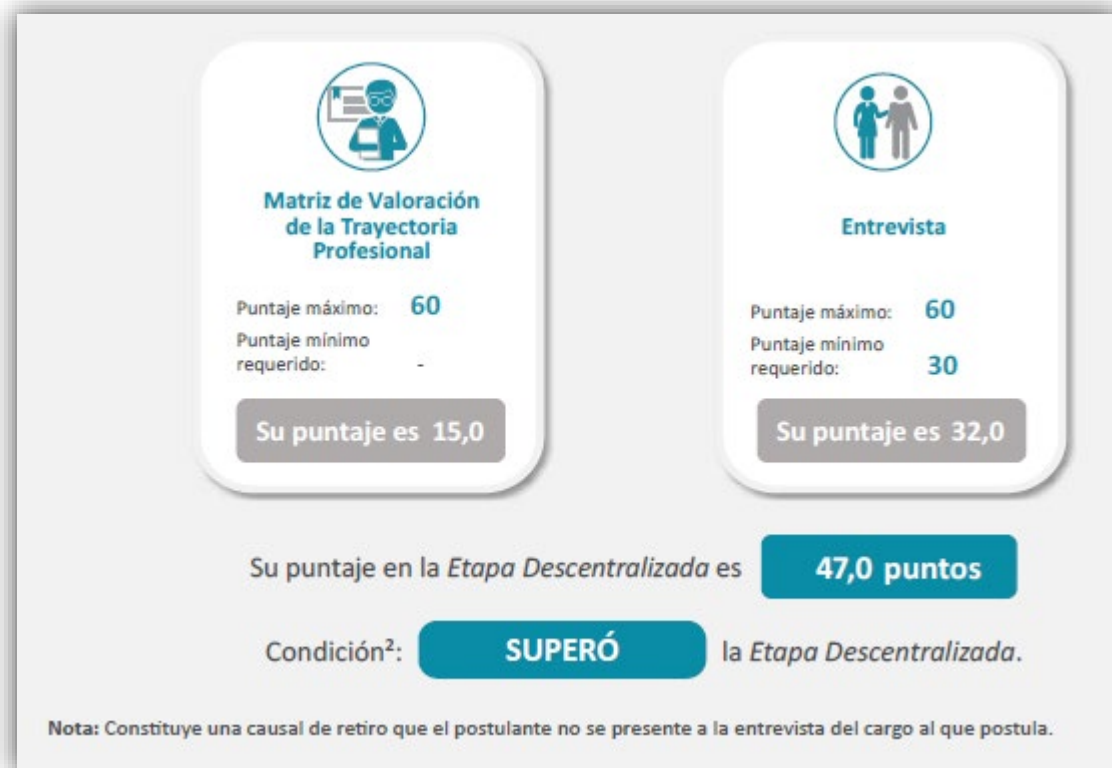 Matriz de Valoración
de la Trayectoria
Profesional
Puntaje máximo: 60
Puntaje mínimo
requerido: -
Su puntaje es 15,0
Entrevista
Puntaje máximo: 60
Puntaje mínimo
requerido: 30
Su puntaje es 32,0
Su puntaje en la Etapa Descentralizada es 47,0 puntos
Condición²: SUPERÓ la Etapa Descentralizada.
Nota: Constituye una causal de retiro que el postulante no se presente a la entrevista del cargo al que postula.